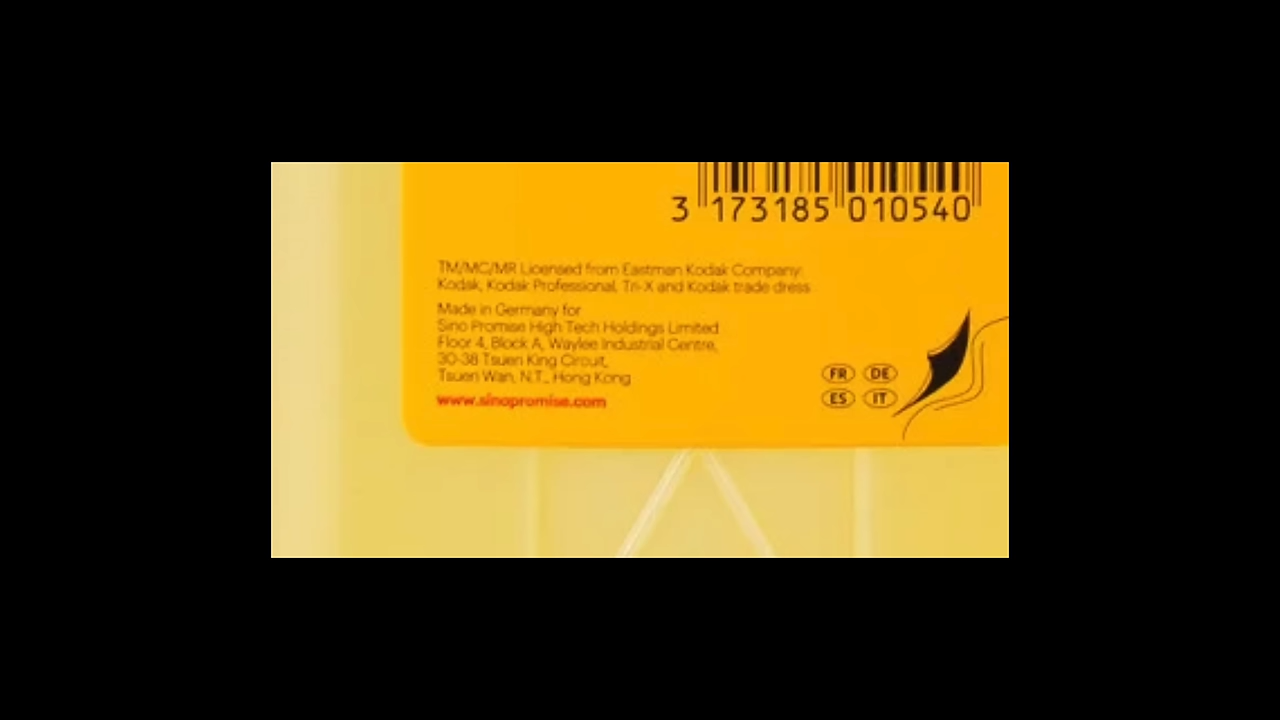 3 173185 010540
TM/MC/MR Licensed from Eastman Kodak Company:
Kodak, Kodak Professional, Tri-X and Kodak trade dress
Made in Germany for
Sino Promise High Tech Holdings Limited
Floor 4, Block A, Waylee Industrial Centre,
30-38 Tsuen King Circuit,
Tsuen Wan, N.T., Hong Kong
www.sinopromise.com
FR DE
ES IT